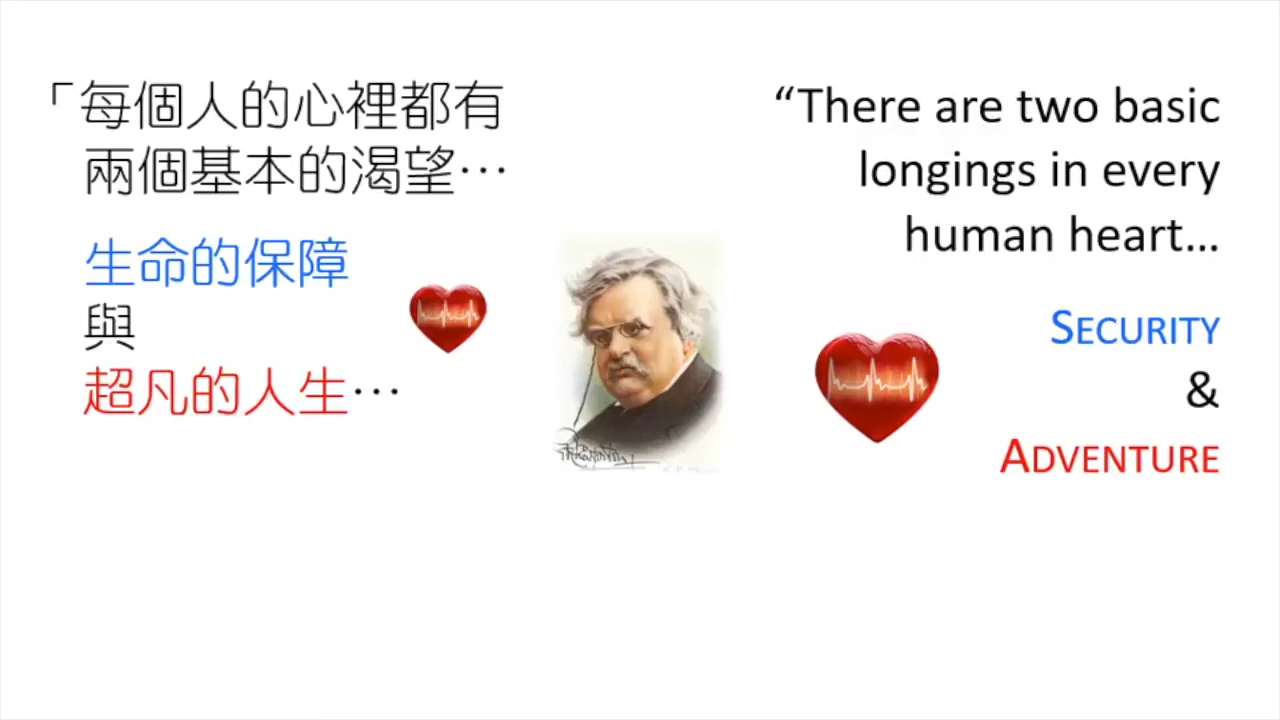 「每個人的心裡都有
兩個基本的渴望…
生命的保障
與
超凡的人生…
“There are two basic
longings in every
human heart…
SECURITY
&
ADVENTURE